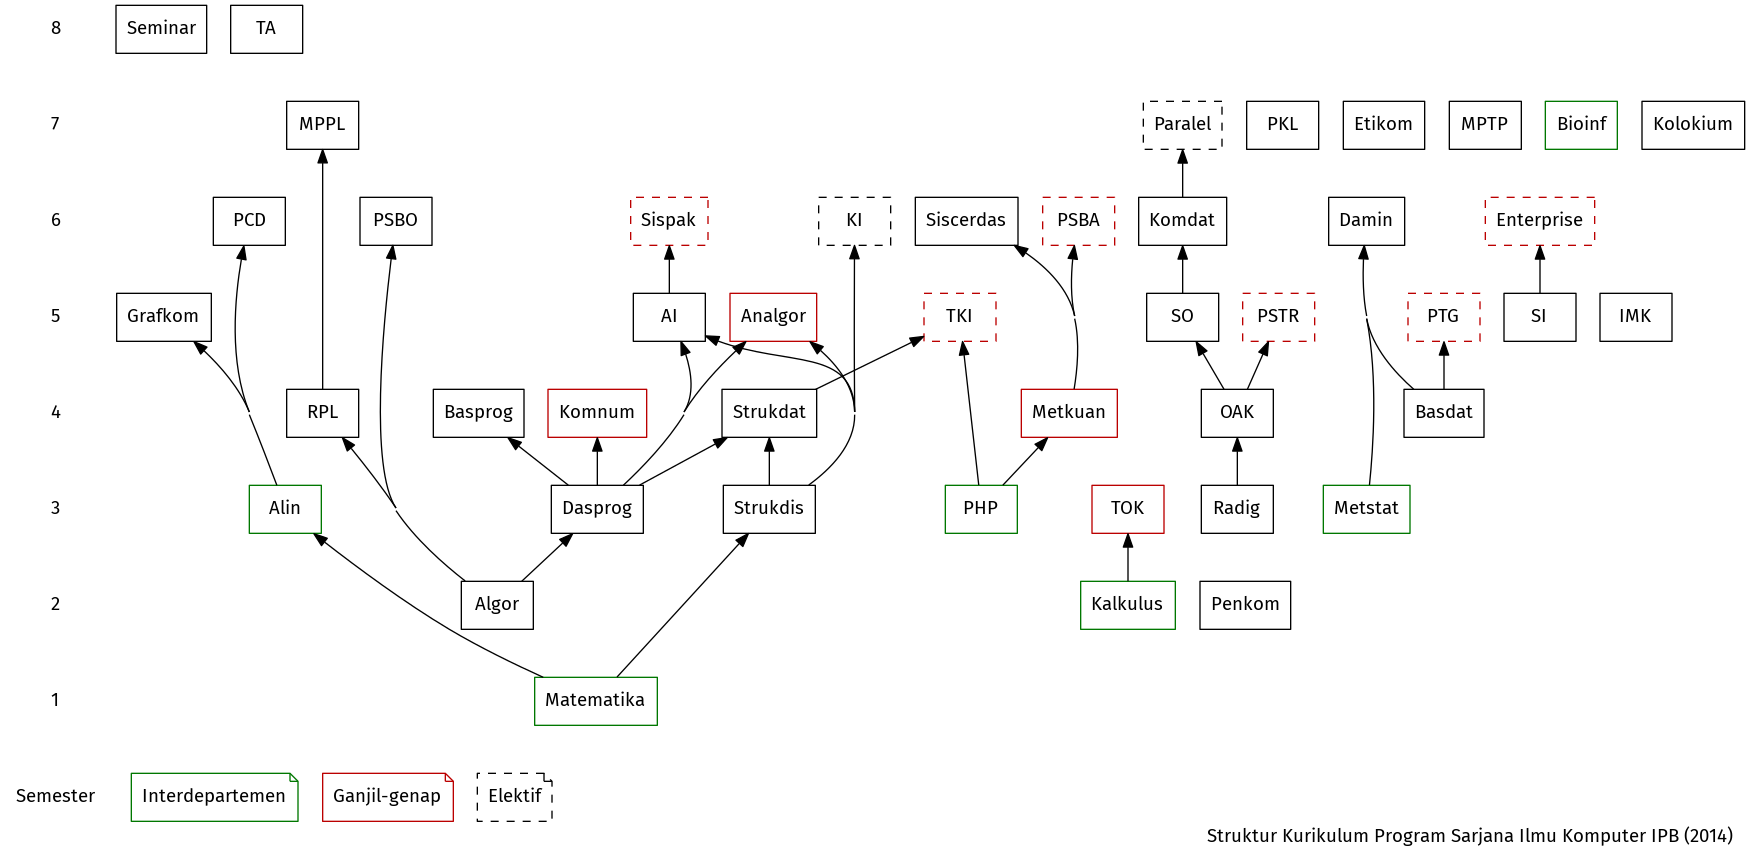 8 Seminar TA
7 MPPL Paralel PKL Etikom MPTP Bioinf Kolokium
6 PCD PSBO Sispak KI Siscerdas PSBA Komdat Damin Enterprise
5 Grafkom AI Analgor TKI SO PSTR PTG SI IMK
4 RPL Basprog Komnum Strukdat Metkuan OAK Basdat
3 Alin Dasprog Strukdis PHP TOK Radig Metstat
2 Algor Kalkulus Penkom
1 Matematika
Semester Interdepartemen Ganjil-genap Elektif
Struktur Kurikulum Program Sarjana Ilmu Komputer IPB (2014)